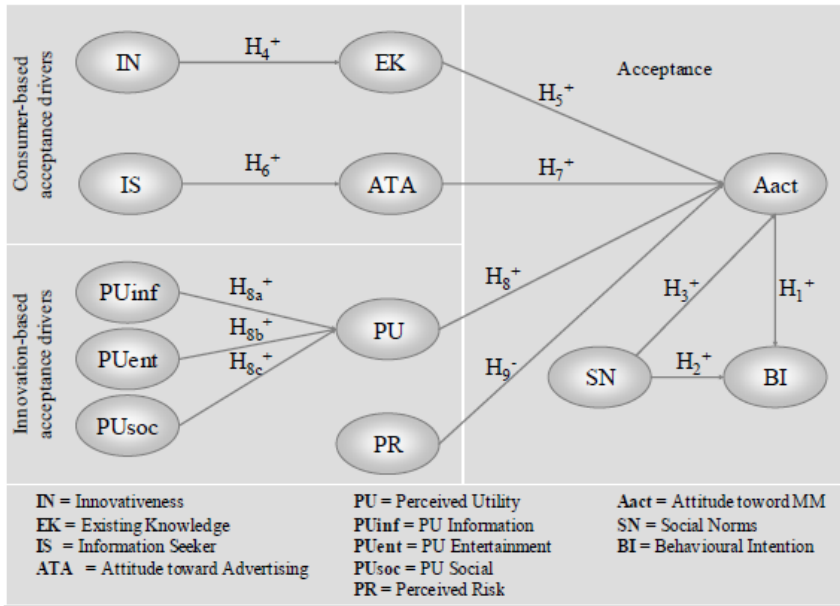 Consumer-based
acceptance drivers
IN
H₄⁺
EK
IS
H₆⁺
ATA
Innovation-based
acceptance drivers
PUinf
H₈ₐ⁺
PUent
H8b⁺
PUsoc
H8c⁺
PU
PR
Acceptance
H₅⁺
H₇⁺
Aact
H₈⁺
H₉⁻
H₃⁺
H₁⁺
SN
H₂⁺
BI
IN = Innovativeness
EK = Existing Knowledge
IS = Information Seeker
ATA = Attitude toward Advertising
PU = Perceived Utility
PUinf = PU Information
PUent = PU Entertainment
PUsoc = PU Social
PR = Perceived Risk
Aact = Attitude toword MM
SN = Social Norms
BI = Behavioural Intention